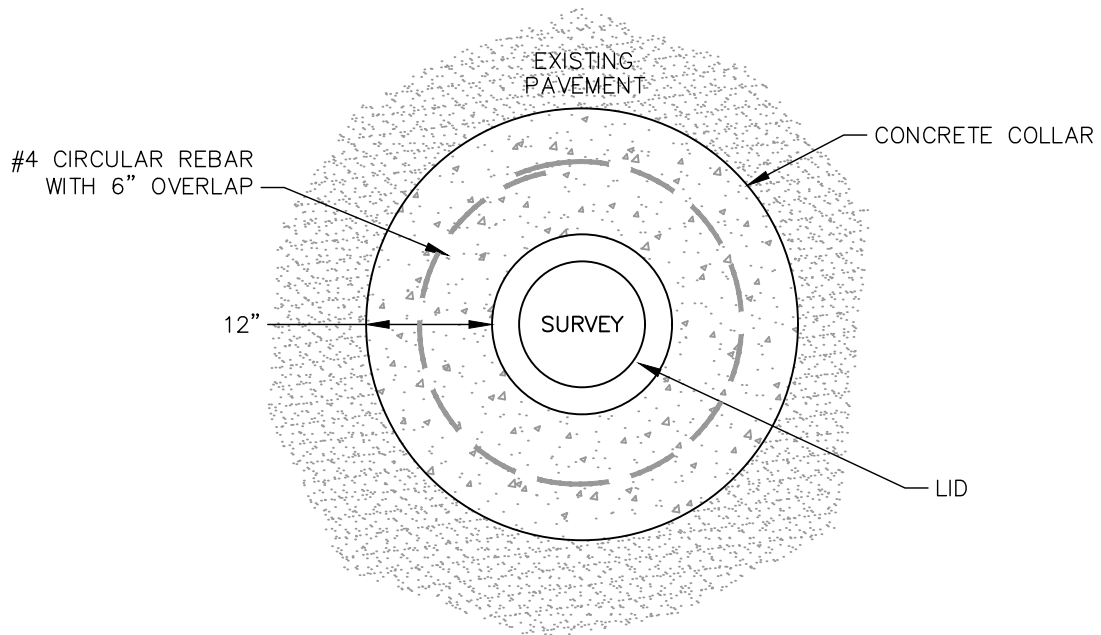 EXISTING
PAVEMENT
CONCRETE COLLAR
#4 CIRCULAR REBAR
WITH 6” OVERLAP
12”
SURVEY
LID